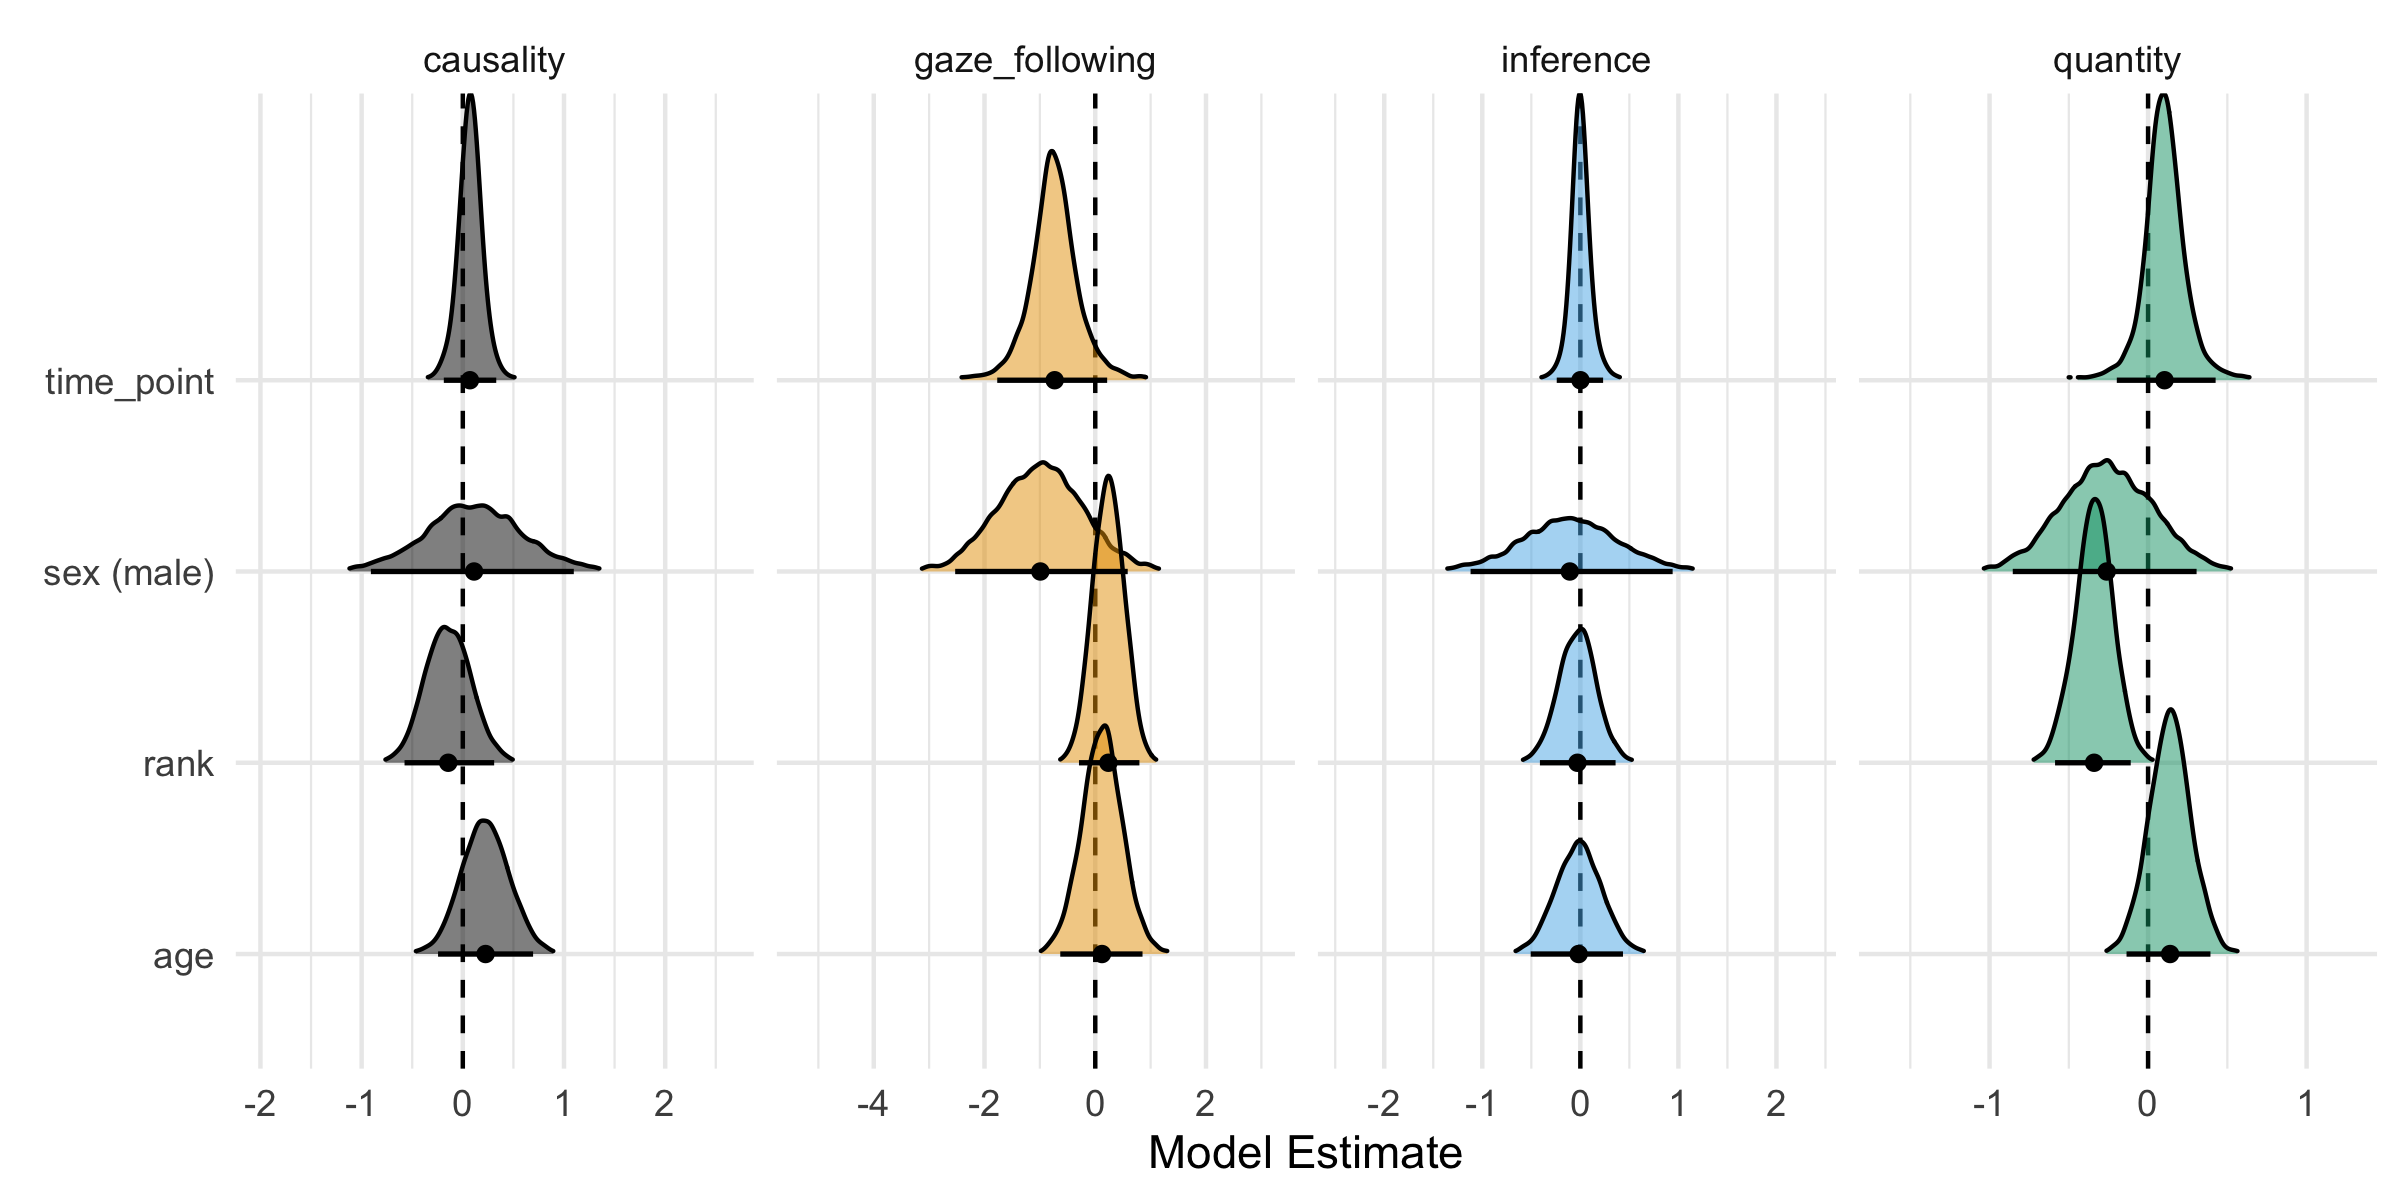 causality gaze_following inference quantity
time_point
sex (male)
rank
age
-2 -1 0 1 2 -4 -2 0 2 -2 -1 0 1 2 -1 0 1
Model Estimate